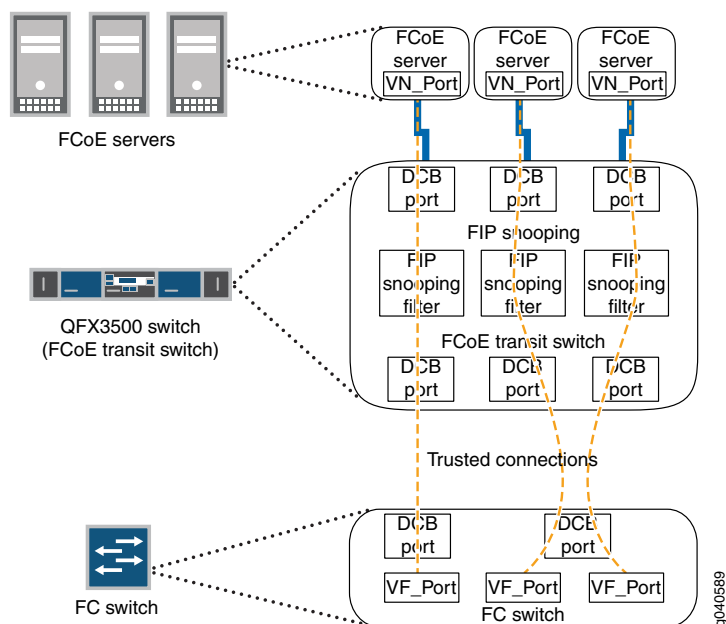 FCoE
server
VN_Port
FCoE
server
VN_Port
FCoE
server
VN_Port
FCoE servers
DCB
port
DCB
port
DCB
port
FIP snooping
FIP
snooping
filter
FIP
snooping
filter
FIP
snooping
filter
QFX3500 switch
(FCoE transit switch)
FCoE transit switch
DCB
port
DCB
port
DCB
port
Trusted connections
DCB
port
DCB
port
VF_Port
VF_Port
VF_Port
FC switch
FC switch
g040589